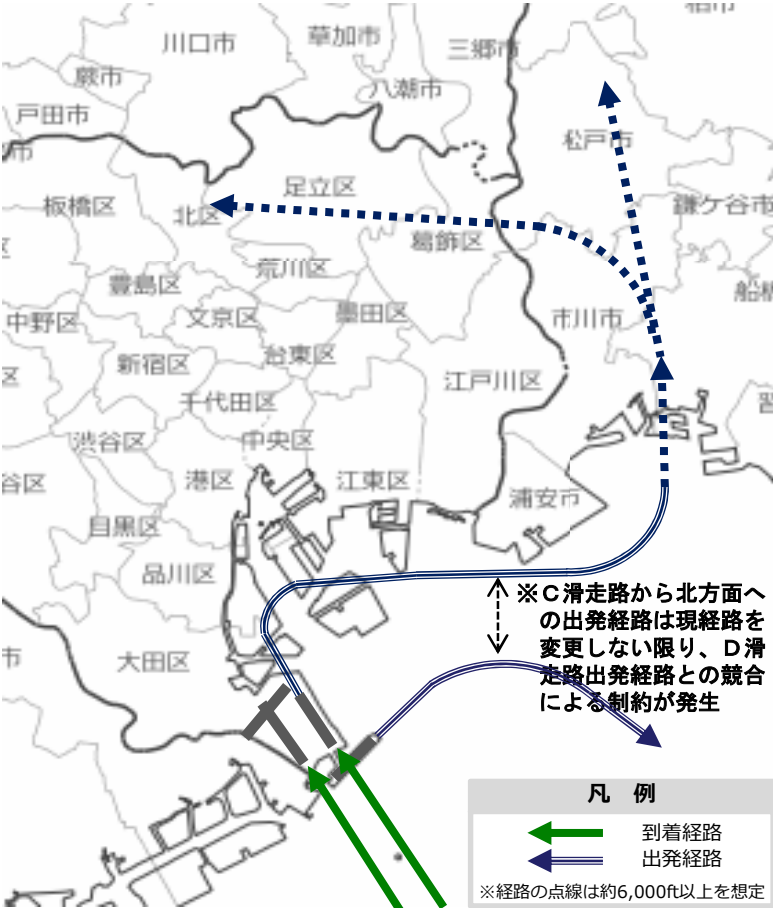 川口市
草加市
三郷市
蕨市
八潮市
戸田市
松戸市
足立区
板橋区
北区
鎌ケ谷市
葛飾区
荒川区
豊島区
船橋
文京区
墨田区
中野区
市川市
台東区
新宿区
江戸川区
千代田区
渋谷区
中央区
谷区
港区
江東区
浦安市
目黒区
品川区
大田区
市
※C滑走路から北方面へ
の出発経路は現経路を
変更しない限り、D滑
走路出発経路との競合
による制約が発生
凡 例
到着経路
出発経路
※経路の点線は約6,000ft以上を想定